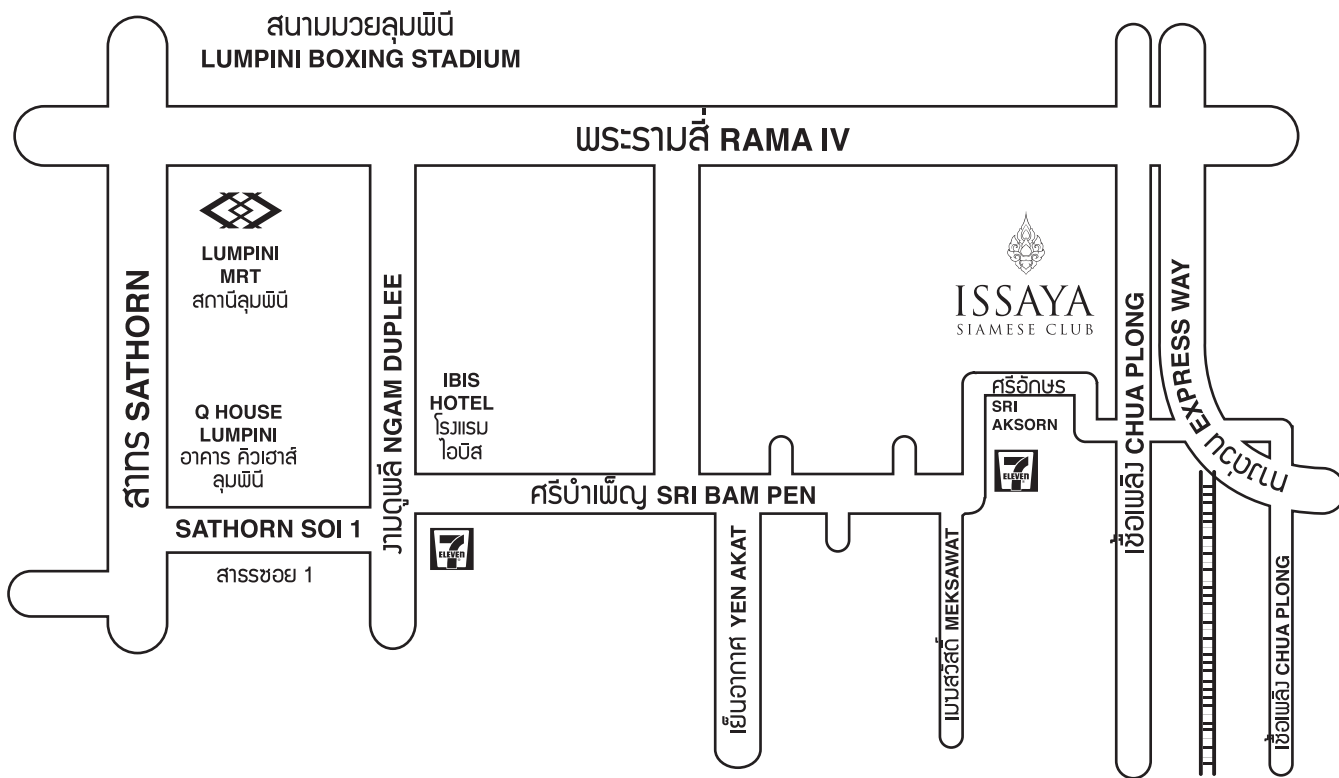 สนามมวยลุมพินี
LUMPINI BOXING STADIUM
พระรามสี่ RAMA IV
LUMPINI
MRT
สถานีลุมพินี
สาทร SATHORN
Q HOUSE
LUMPINI
อาคาร คิวเฮาส์
ลุมพินี
SATHORN SOI 1
สารรซอย 1
งามดูพลี NGAM DUPLEE
IBIS
HOTEL
โรงแรม
ไอบิส
7
ELEVEN
ศรีบำเพ็ญ SRI BAM PEN
เย็นอากาศ YEN AKAT
เมฆสวัสดิ์ MEKSAWAT
ISSAYA
SIAMESE CLUB
ศรีอักษร
SRI
AKSORN
7
ELEVEN
เชื้อเพลิง CHUA PLONG
ทางด่วน EXPRESS WAY
เชื้อเพลิง CHUA PLONG